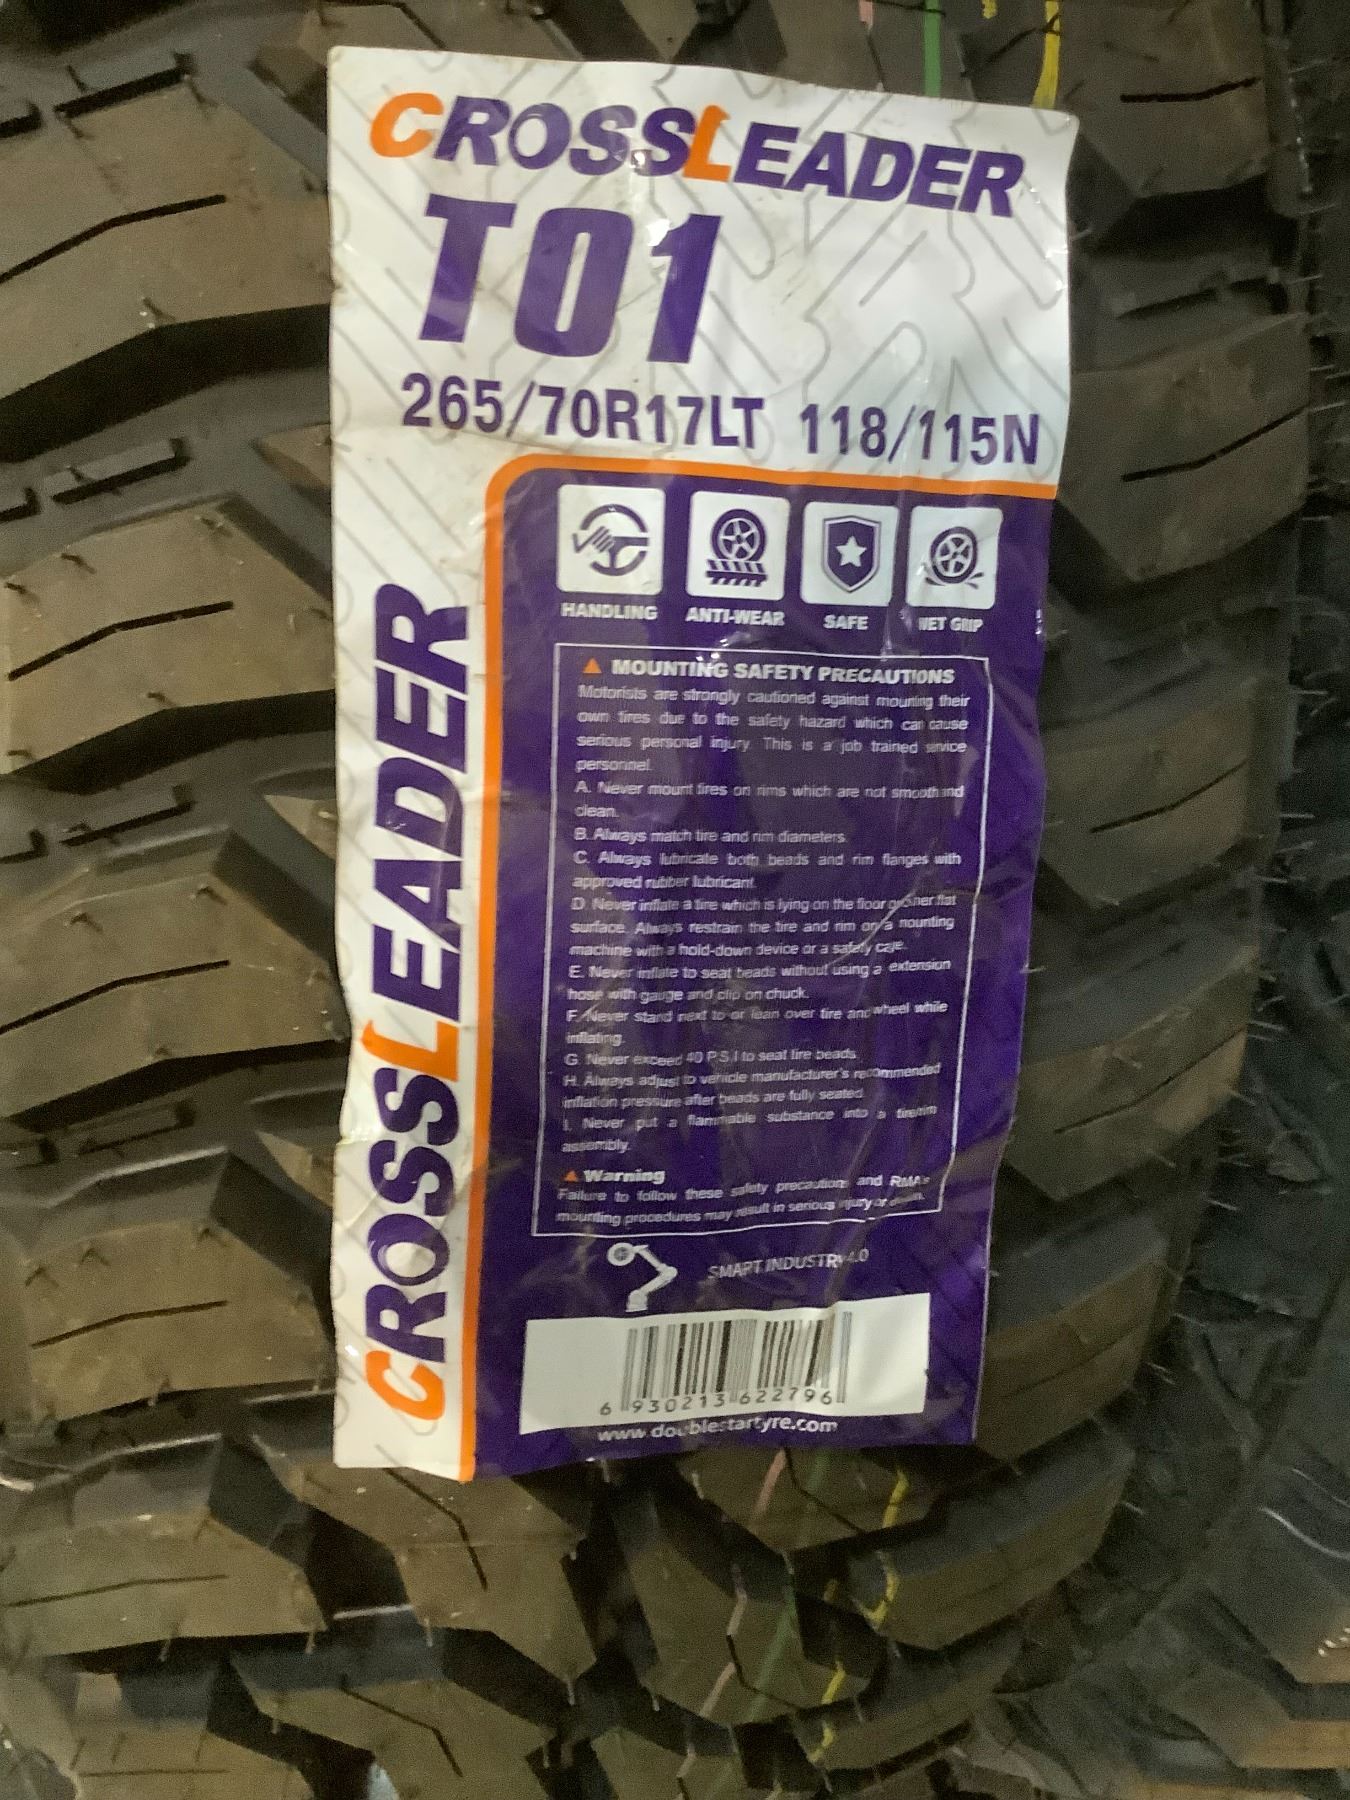 CROSSLEADER
T01
265/70R17LT 118/115N
CROSSLEADER
HANDLING ANTI-WEAR SAFE WET GRIP
MOUNTING SAFETY PRECAUTIONS
Motorists are strongly cautioned against mounting their
own tires due to the safety hazard which can cause
serious personal injury. This is a job trained service
personnel.
A. Never mount tires on rims which are not smooth and
clean.
B. Always match tire and rim diameters.
C. Always lubricate both beads and rim flanges with
approved rubber lubricant.
D. Never inflate a tire which is lying on the floor or other flat
surface. Always restrain the tire and rim on a mounting
machine with a hold-down device or a safety cage.
E. Never inflate to seat beads without using a extension
hose with gauge and clip on chuck.
F. Never stand next to or lean over tire and wheel while
inflating.
G. Never exceed 40 P.S.I to seat tire beads.
H. Always adjust to vehicle manufacturer's recommended
inflation pressure after beads are fully seated.
I. Never put a flammable substance into a tire/rim
assembly.
Warning
Failure to follow these safety precautions and RMA's
mounting procedures may result in serious injury or death.
SMART INDUSTRY 4.0
6 930213 622796
www.doublestartyre.com